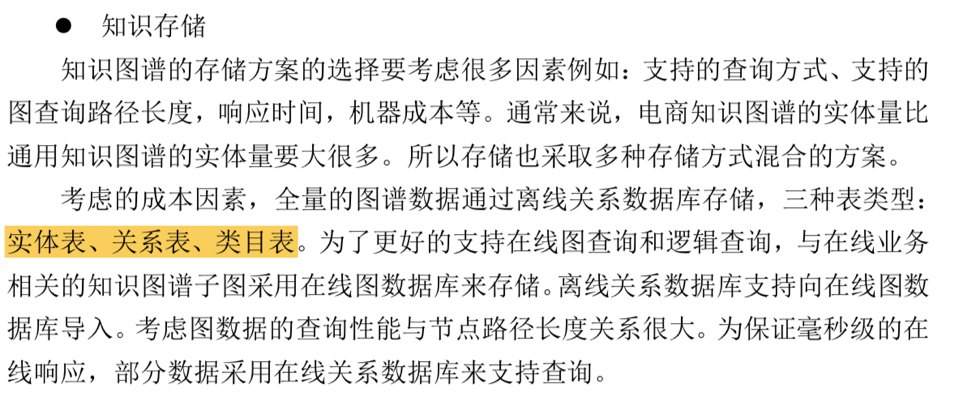 ● 知识存储
知识图谱的存储方案的选择要考虑很多因素例如：支持的查询方式、支持的
图查询路径长度，响应时间，机器成本等。通常来说，电商知识图谱的实体量比
通用知识图谱的实体量要大很多。所以存储也采取多种存储方式混合的方案。
考虑的成本因素，全量的图谱数据通过离线关系数据库存储，三种表类型：
实体表、关系表、类目表。为了更好的支持在线图查询和逻辑查询，与在线业务
相关的知识图谱子图采用在线图数据库来存储。离线关系数据库支持向在线图数
据库导入。考虑图数据的查询性能与节点路径长度关系很大。为保证毫秒级的在
线响应，部分数据采用在线关系数据库来支持查询。